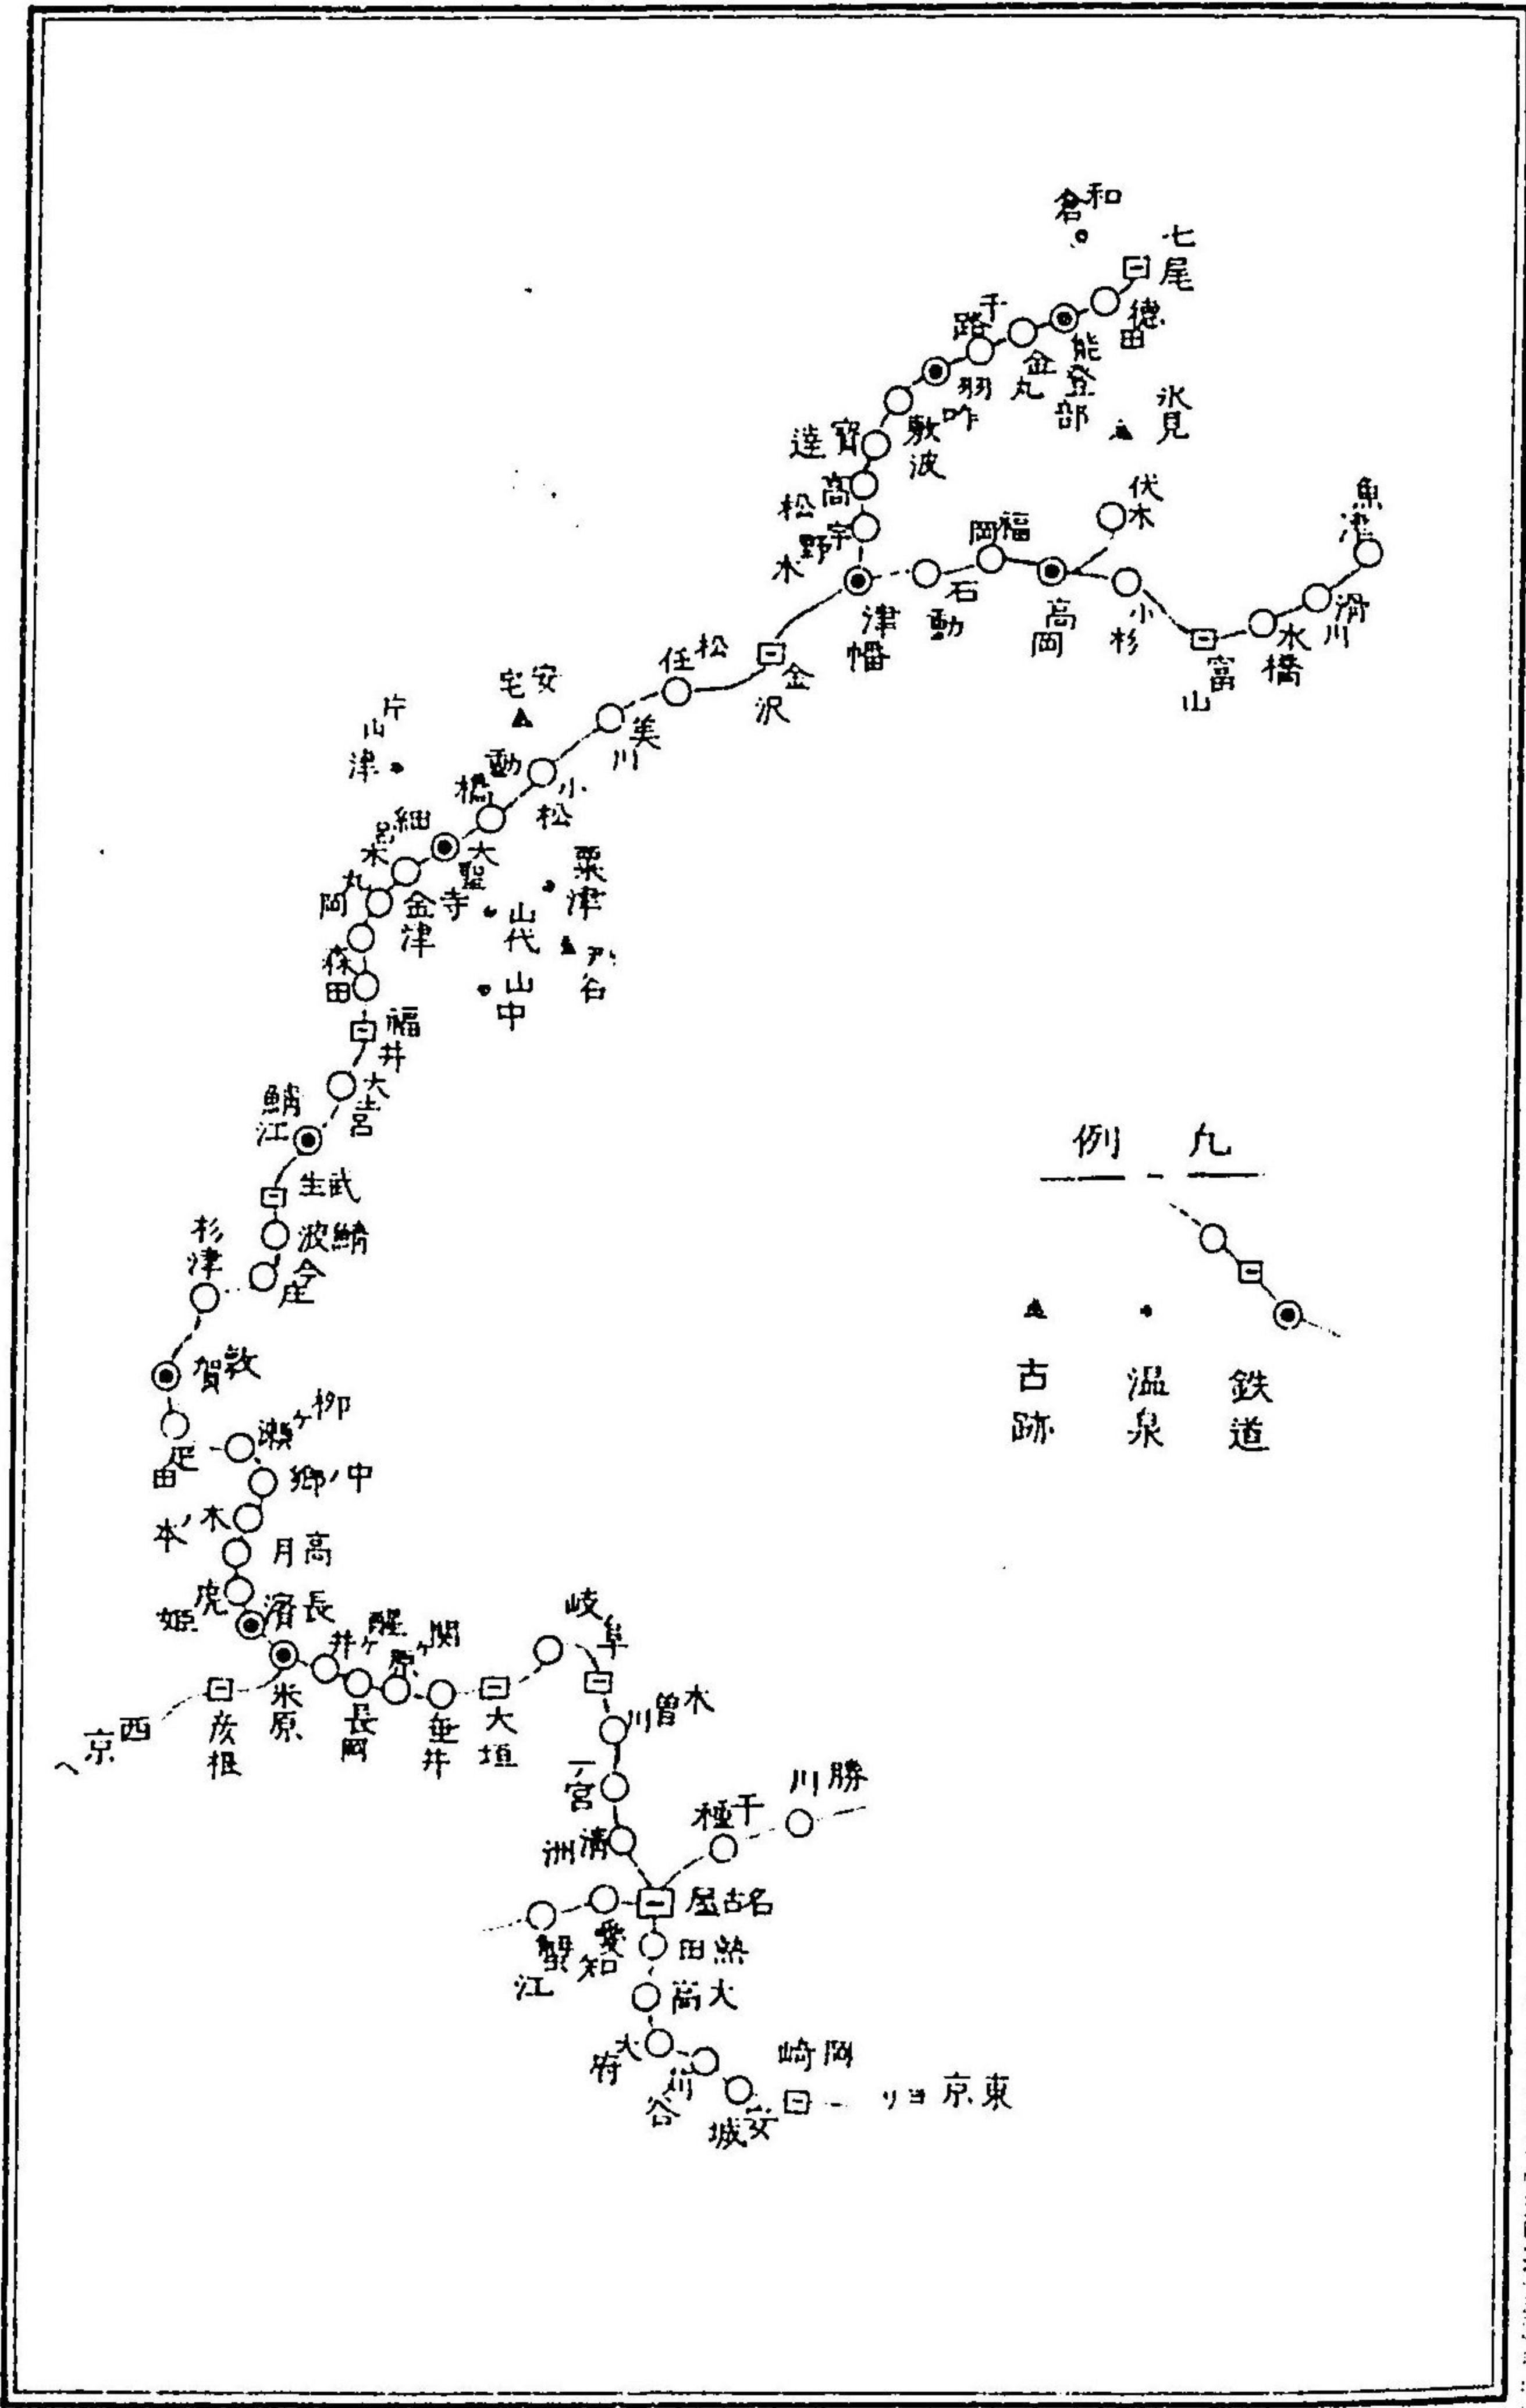 和倉
七尾
徳田
能登部
金丸
千路
羽咋
敷波
寶達
高松
宇野木
氷見
伏木
魚津
滑川
水橋
富山
小杉
高岡
福岡
石動
津幡
金沢
松任
美川
安宅
小松
動橋
片山津
大聖寺
細呂木
金津
丸岡
森田
粟津
山代
山中
福井
大宮
鯖江
武生
鯖波
今庄
杉津
敦賀
疋田
柳ヶ瀬
中ノ郷
木ノ本
高月
虎姫
長濱
米原
彦根
西京へ
醒ヶ井
長岡
関ヶ原
垂井
大垣
岐阜
木曽川
一ノ宮
清洲
千種
勝川
名古屋
愛知
蟹江
熱田
大高
大府
刈谷
安城
岡崎
東京ヨリ
凡例
鉄道
温泉
古跡